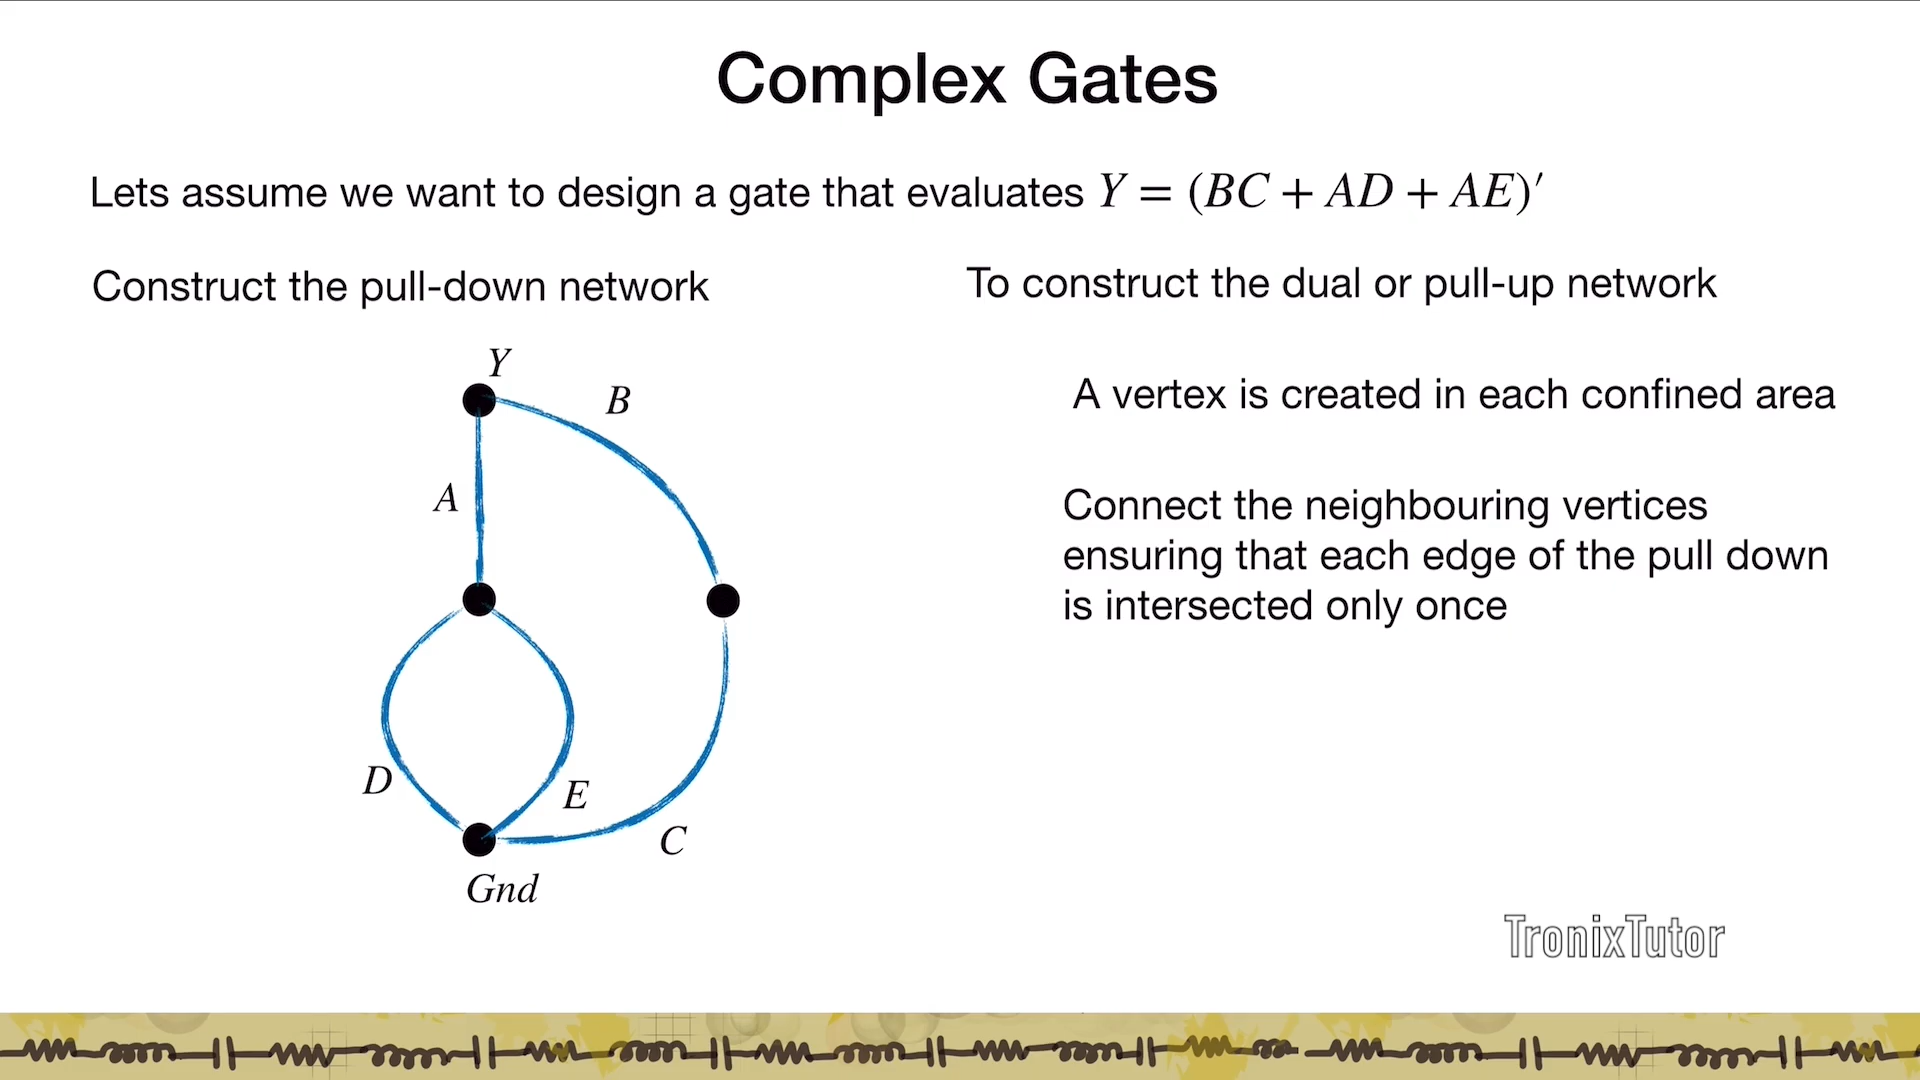 Complex Gates
Lets assume we want to design a gate that evaluates Y = (BC + AD + AE)′
Construct the pull-down network
To construct the dual or pull-up network
Y
B
A vertex is created in each confined area
A
Connect the neighbouring vertices
ensuring that each edge of the pull down
is intersected only once
D
E
C
Gnd
TronixTutor